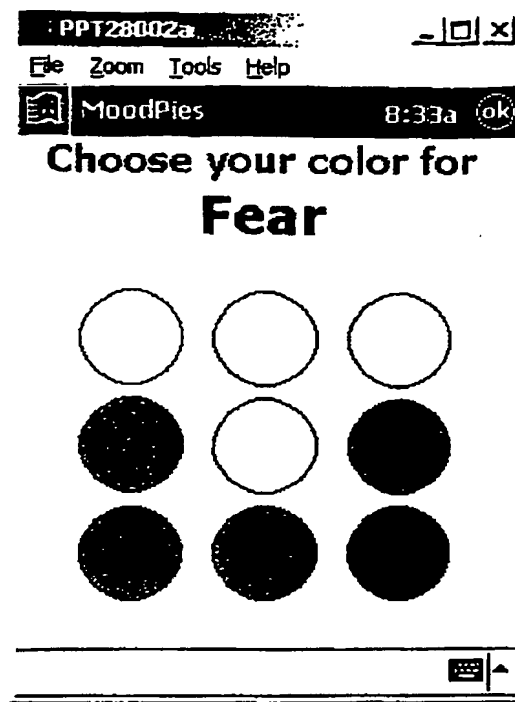 PPT28002a
File Zoom Tools Help
MoodPies 8:33a ok
Choose your color for
Fear